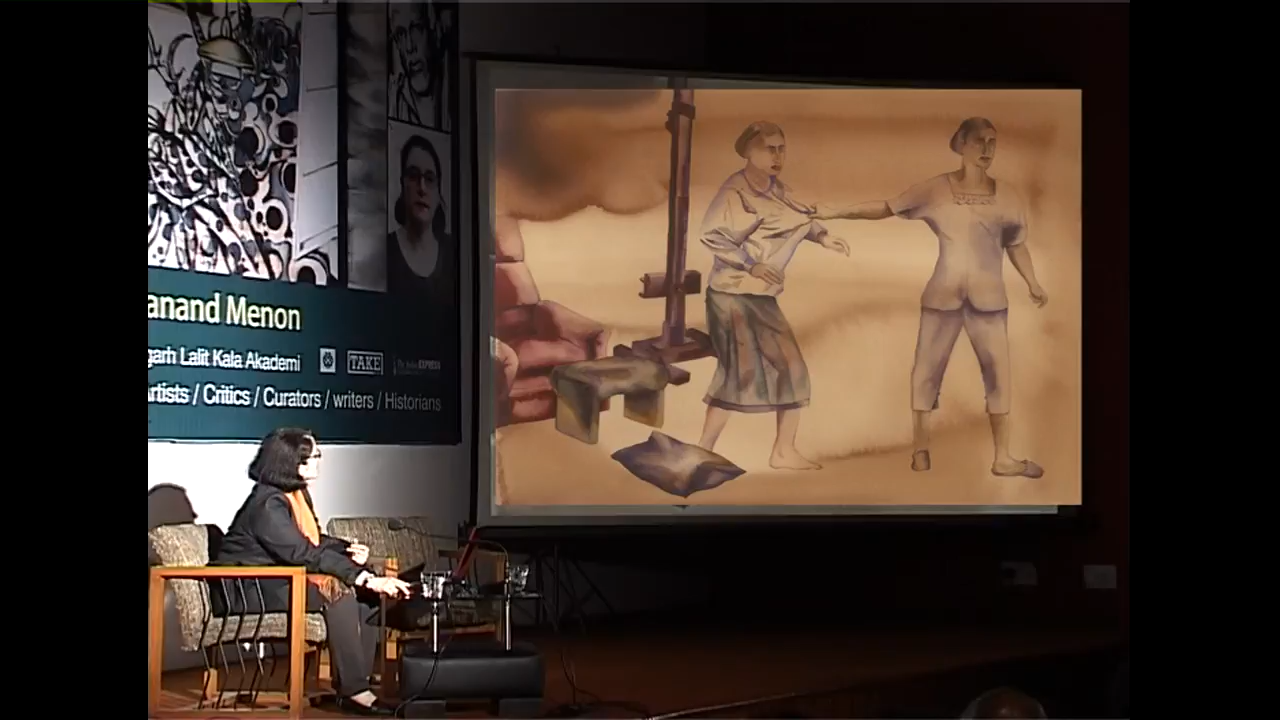 anand Menon
garh Lalit Kala Akademi TAKE
rtists / Critics / Curators / writers / Historians